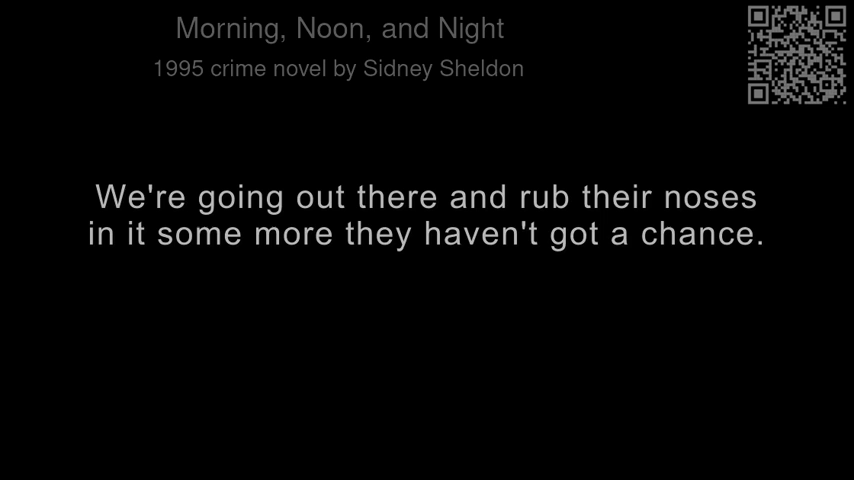 Morning, Noon, and Night
1995 crime novel by Sidney Sheldon
We're going out there and rub their noses
in it some more they haven't got a chance.